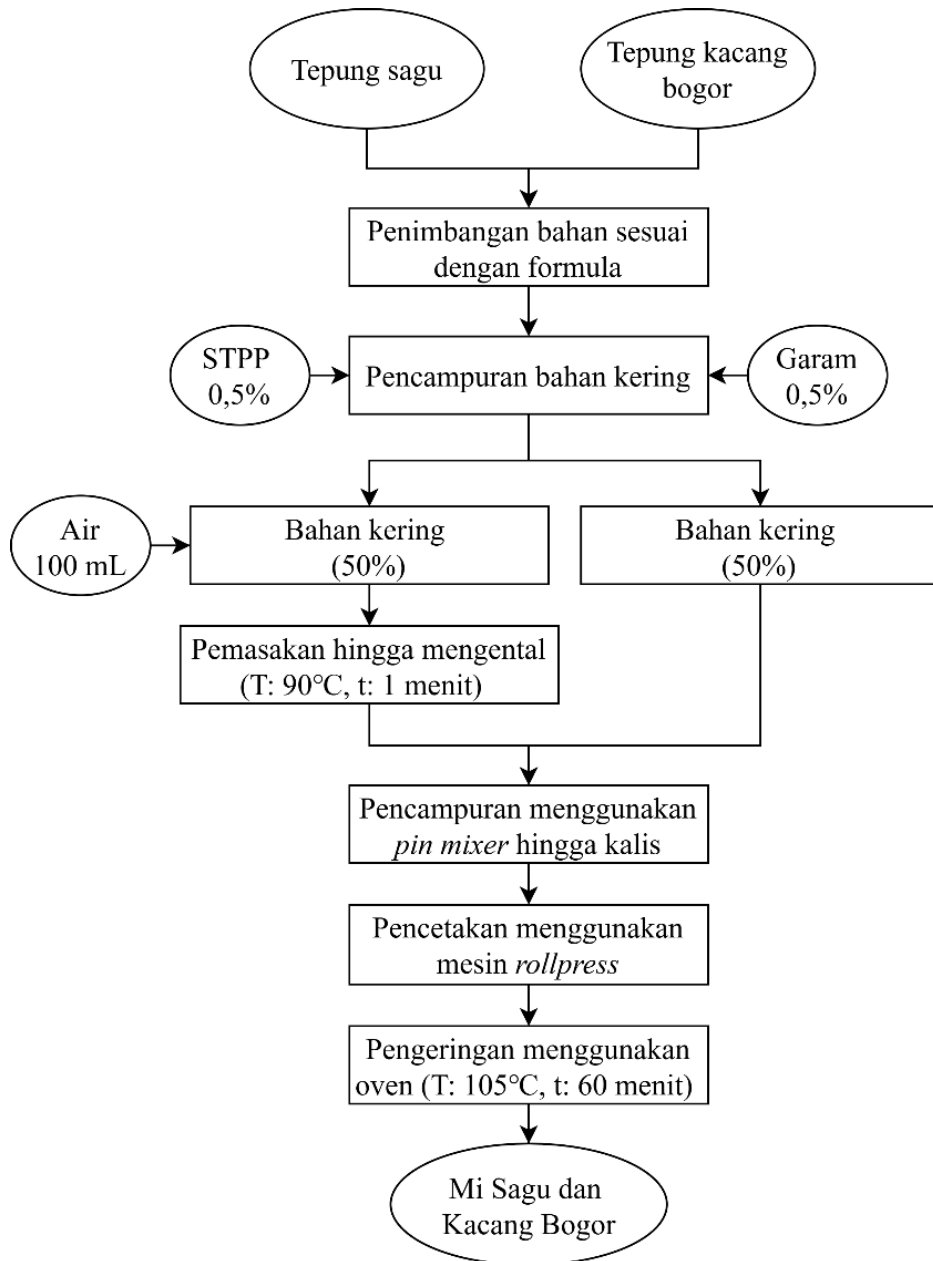 Tepung sagu
Tepung kacang
bogor
Penimbangan bahan sesuai
dengan formula
STPP
0,5%
Pencampuran bahan kering
Garam
0,5%
Air
100 mL
Bahan kering
(50%)
Bahan kering
(50%)
Pemasakan hingga mengental
(T: 90°C, t: 1 menit)
Pencampuran menggunakan
pin mixer hingga kalis
Pencetakan menggunakan
mesin rollpress
Pengeringan menggunakan
oven (T: 105°C, t: 60 menit)
Mi Sagu dan
Kacang Bogor